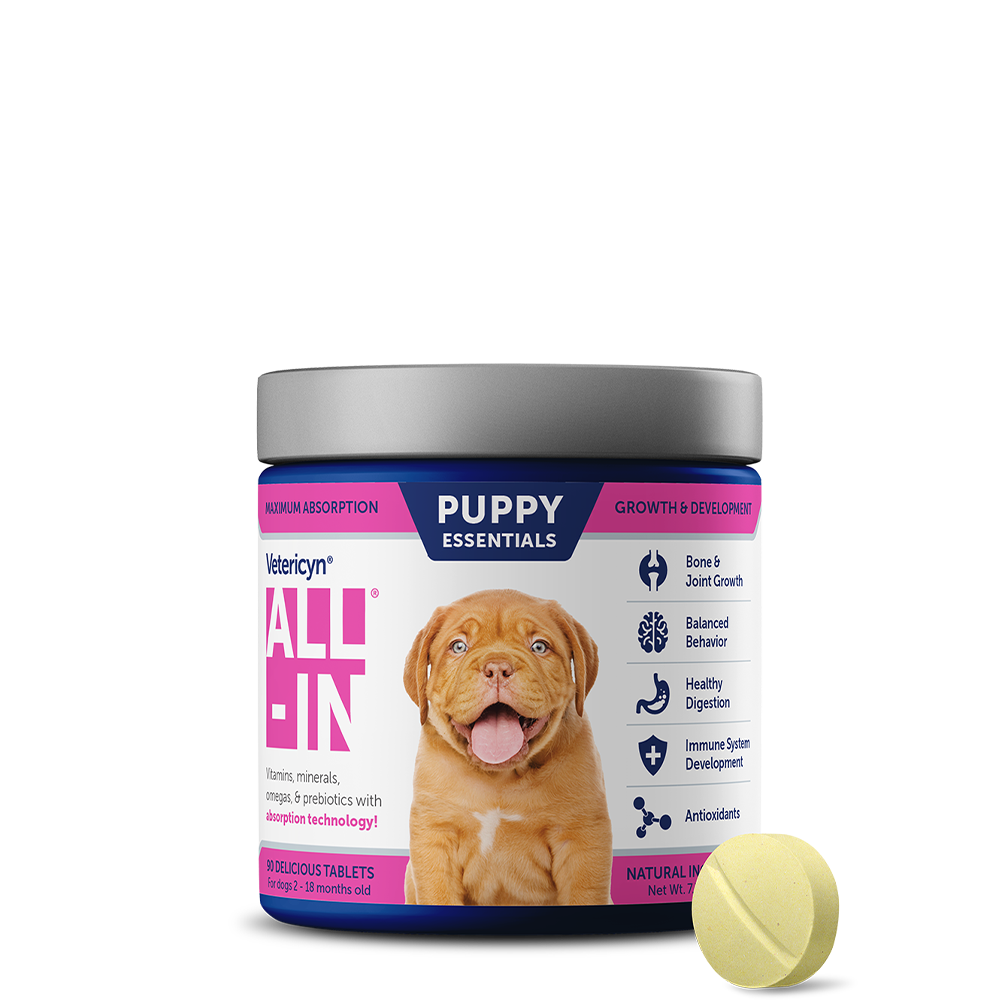 MAXIMUM ABSORPTION
PUPPY
ESSENTIALS
GROWTH & DEVELOPMENT
Vetericyn®
ALL
-IN®
Vitamins, minerals,
omegas, & prebiotics with
absorption technology!
90 DELICIOUS TABLETS
For dogs 2 - 18 months old
Bone &
Joint Growth
Balanced
Behavior
Healthy
Digestion
Immune System
Development
Antioxidants
NATURAL
Net Wt.